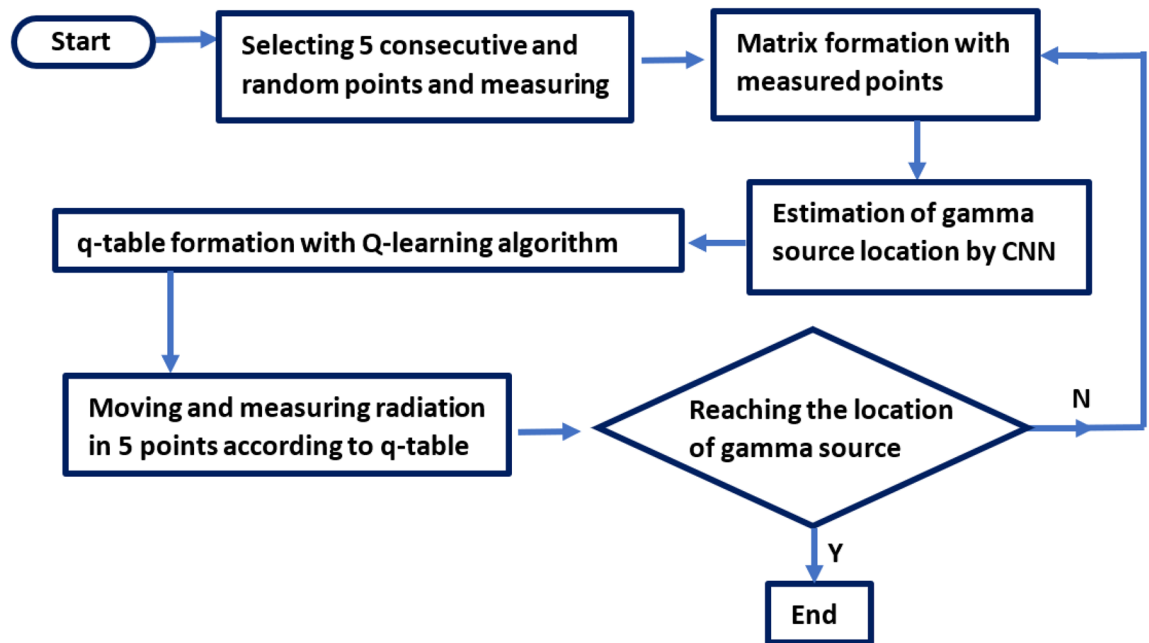 Start
Selecting 5 consecutive and
random points and measuring
Matrix formation with
measured points
Estimation of gamma
source location by CNN
q-table formation with Q-learning algorithm
Moving and measuring radiation
in 5 points according to q-table
Reaching the location
of gamma source
N
Y
End